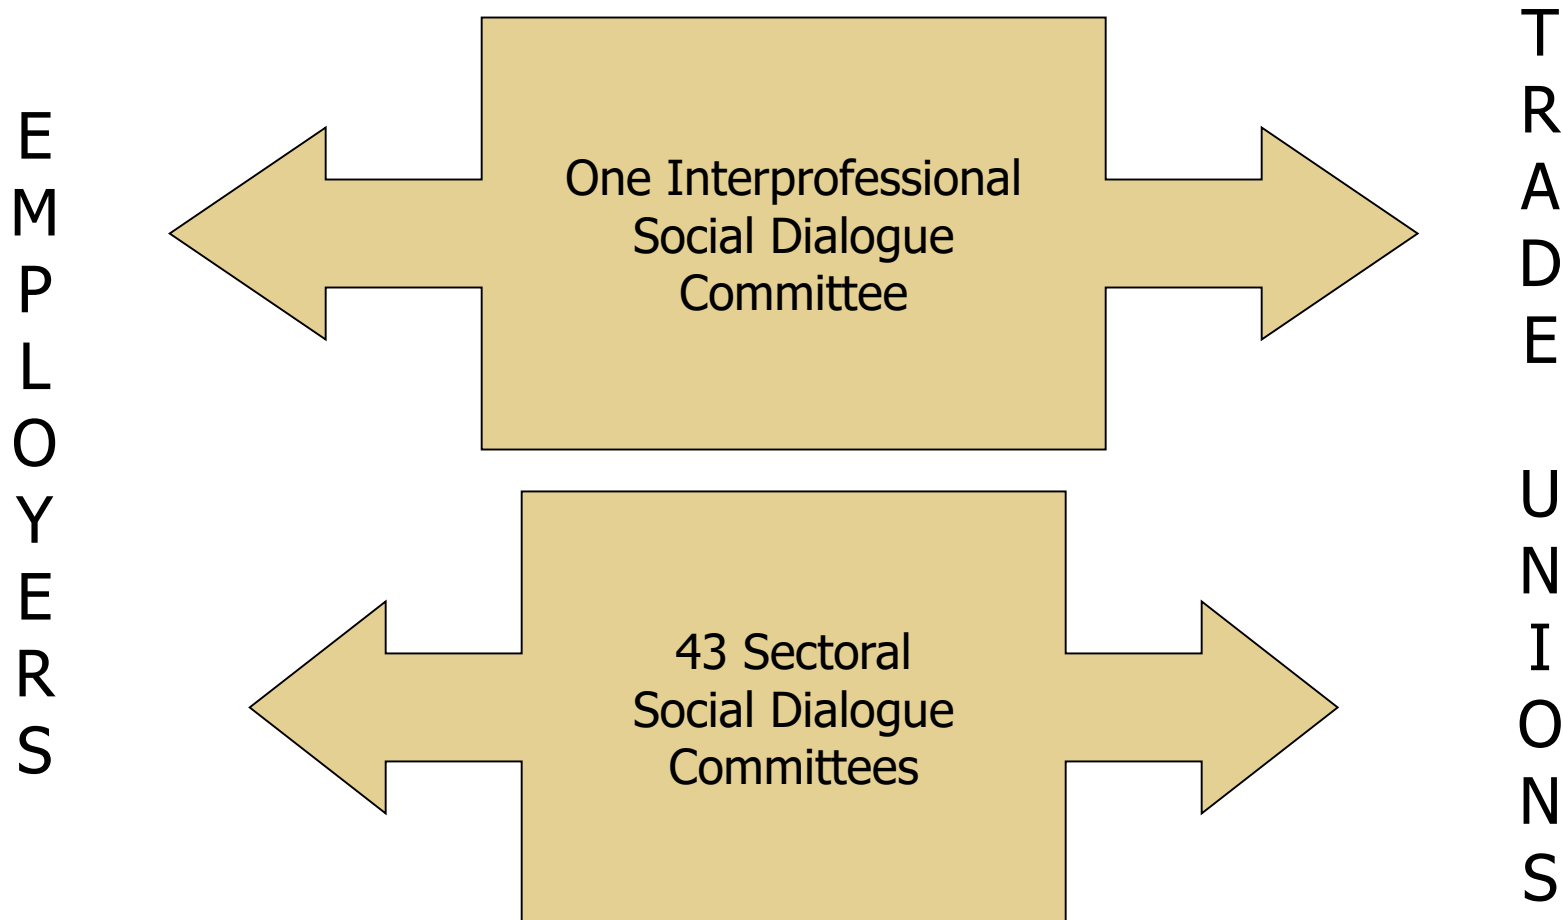 EMPLOYERS
One Interprofessional
Social Dialogue
Committee
43 Sectoral
Social Dialogue
Committees
TRADE UNIONS